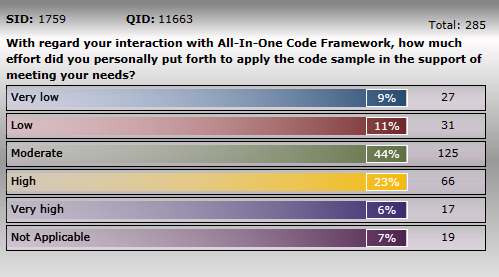 SID: 1759 QID: 11663 Total: 285
With regard your interaction with All-In-One Code Framework, how much
effort did you personally put forth to apply the code sample in the support of
meeting your needs?
Very low 9% 27
Low 11% 31
Moderate 44% 125
High 23% 66
Very high 6% 17
Not Applicable 7% 19